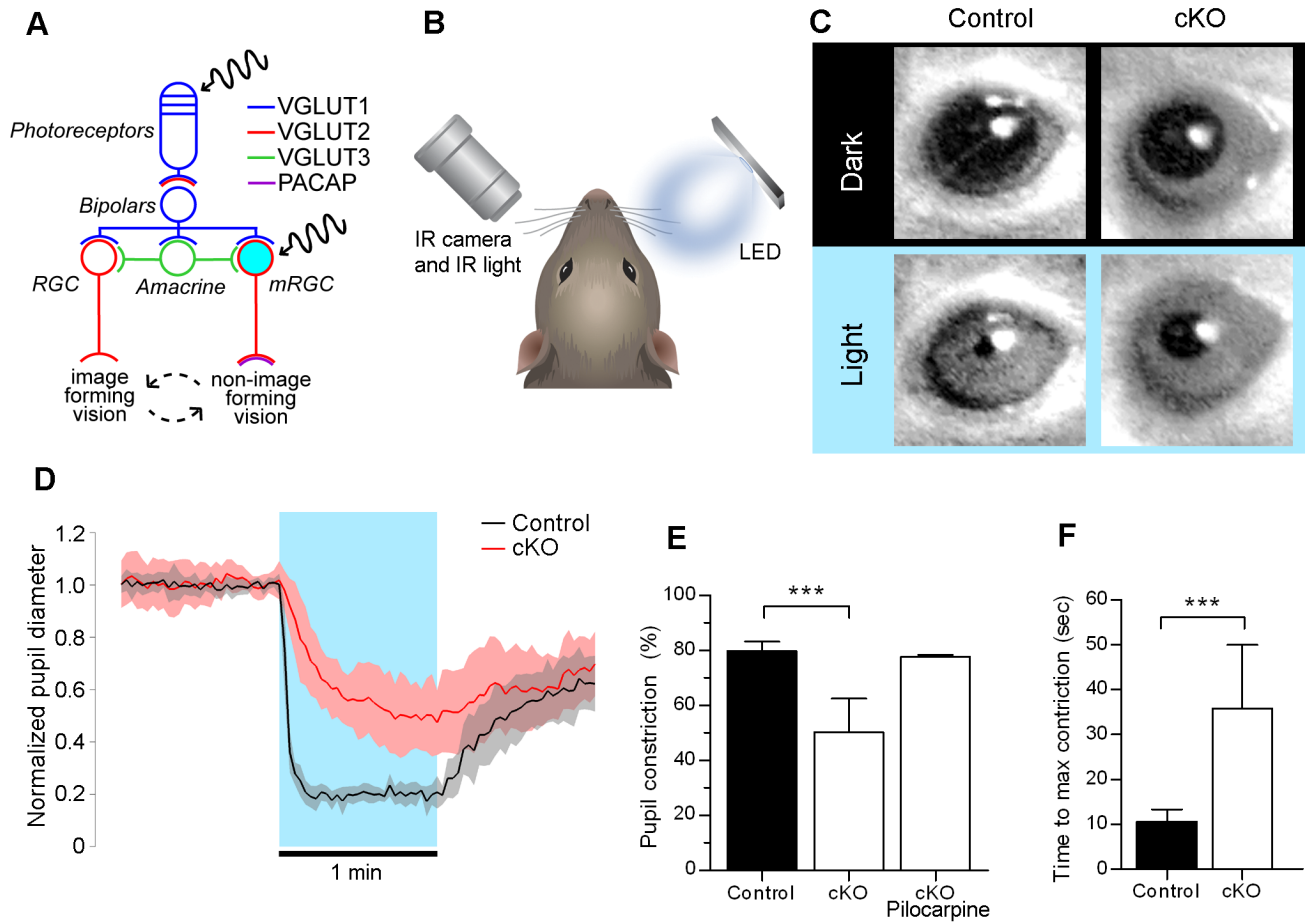 A
Photoreceptors
Bipolars
RGC
Amacrine
mRGC
VGLUT1
VGLUT2
VGLUT3
PACAP
image
forming
vision
non-image
forming
vision
B
IR camera
and IR light
LED
C
Control
cKO
Dark
Light
D
Normalized pupil diameter
1.2
1.0
0.8
0.6
0.4
0.2
0
Control
cKO
1 min
E
Pupil constriction (%)
100
80
60
40
20
0
***
Control
cKO
cKO
Pilocarpine
F
Time to max contriction (sec)
60
50
40
30
20
10
0
***
Control
cKO